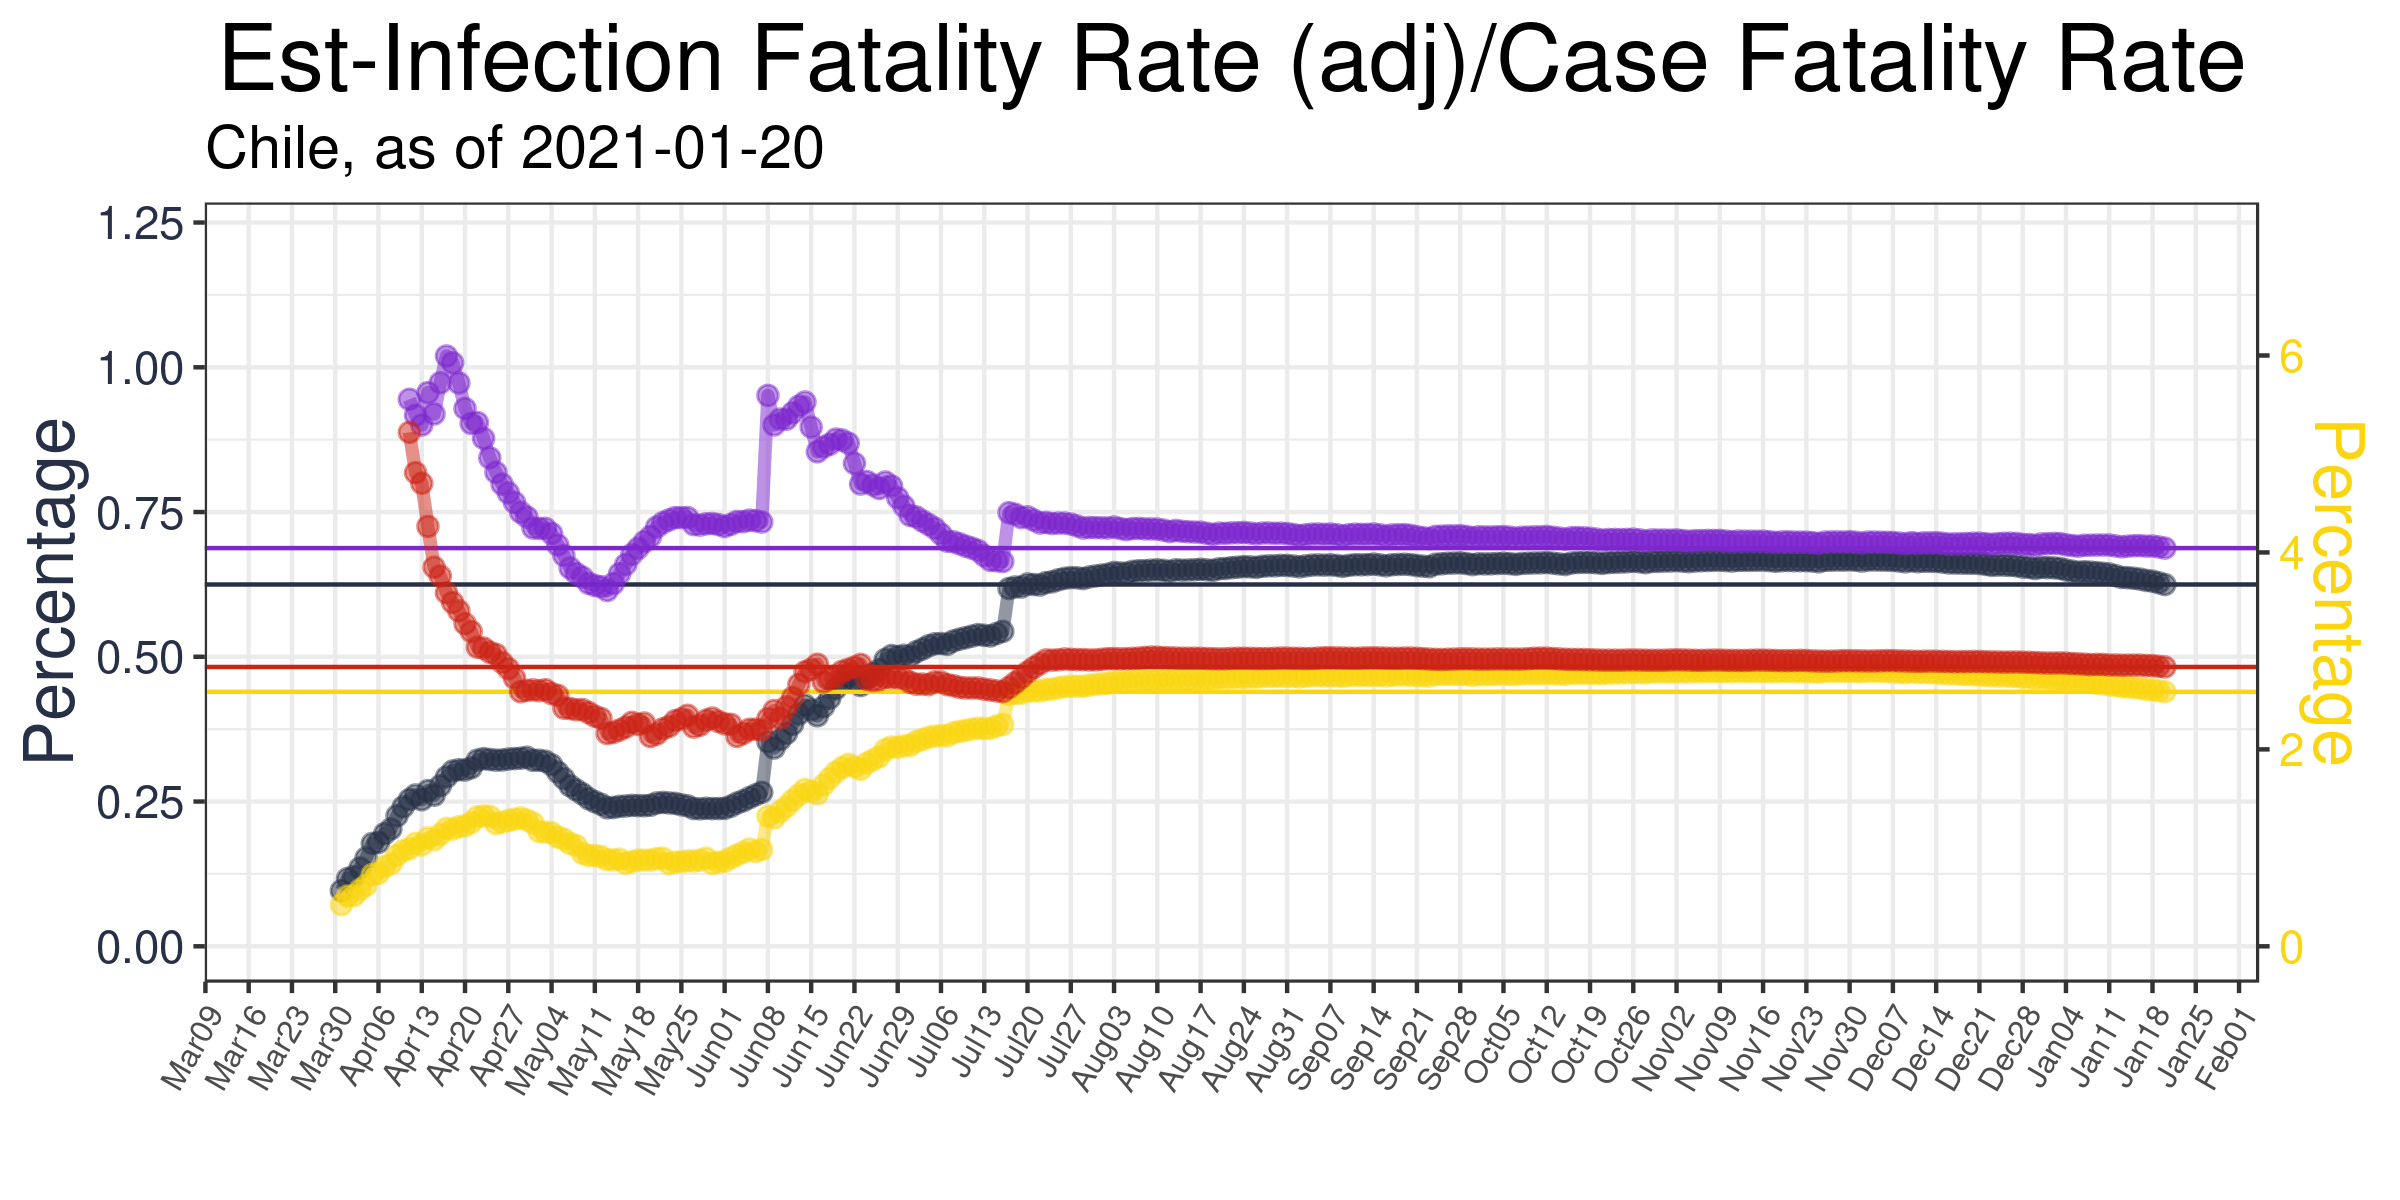 Est-Infection Fatality Rate (adj)/Case Fatality Rate
Chile, as of 2021-01-20
Percentage
1.25
1.00
0.75
0.50
0.25
0.00
6
4
2
0
Percentage
Mar09
Mar16
Mar23
Mar30
Apr06
Apr13
Apr20
Apr27
May04
May11
May18
May25
Jun01
Jun08
Jun15
Jun22
Jun29
Jul06
Jul13
Jul20
Jul27
Aug03
Aug10
Aug17
Aug24
Aug31
Sep07
Sep14
Sep21
Sep28
Oct05
Oct12
Oct19
Oct26
Nov02
Nov09
Nov16
Nov23
Nov30
Dec07
Dec14
Dec21
Dec28
Jan04
Jan11
Jan18
Jan25
Feb01